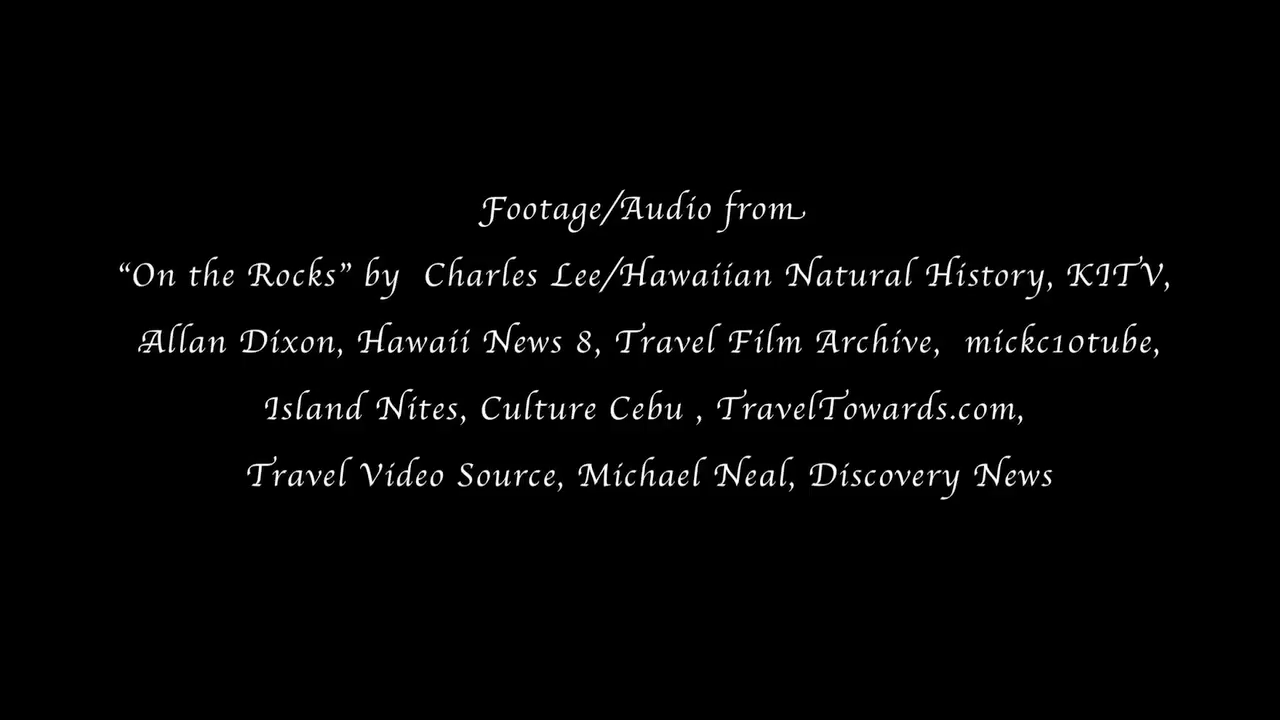 Footage/Audio from
“On the Rocks” by  Charles Lee/Hawaiian Natural History, KITV,
Allan Dixon, Hawaii News 8, Travel Film Archive,  mickc10tube,
Island Nites, Culture Cebu , TravelTowards.com,
Travel Video Source, Michael Neal, Discovery News